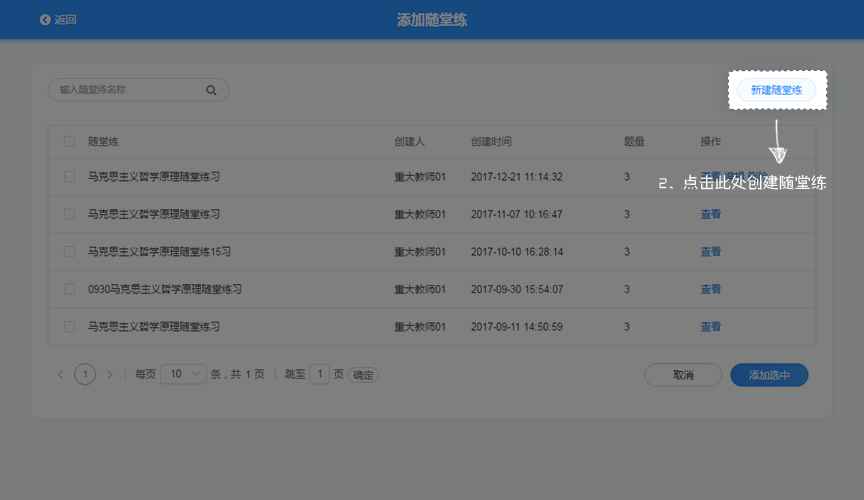 返回
添加随堂练
输入随堂练名称
新建随堂练
随堂练 创建人 创建时间 题量 操作
马克思主义哲学原理随堂练习 重大教师01 2017-12-21 11:14:32 3
2、点击此处创建随堂练
马克思主义哲学原理随堂练习 重大教师01 2017-11-07 10:16:47 3 查看
马克思主义哲学原理随堂练15习 重大教师01 2017-10-10 16:28:14 3 查看
0930马克思主义哲学原理随堂练习 重大教师01 2017-09-30 15:54:07 3 查看
马克思主义哲学原理随堂练习 重大教师01 2017-09-11 14:50:59 3 查看
1 每页 10 条，共 1 页 跳至 1 页 确定 取消 添加选中